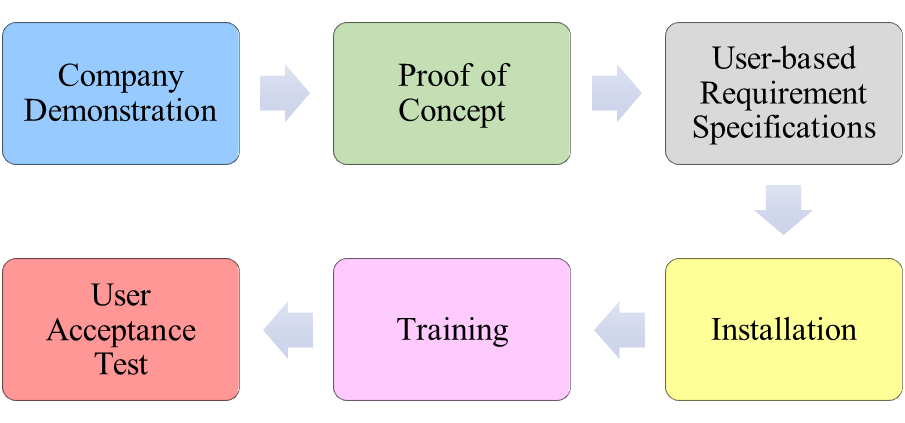 Company
Demonstration
Proof of
Concept
User-based
Requirement
Specifications
Installation
Training
User
Acceptance
Test